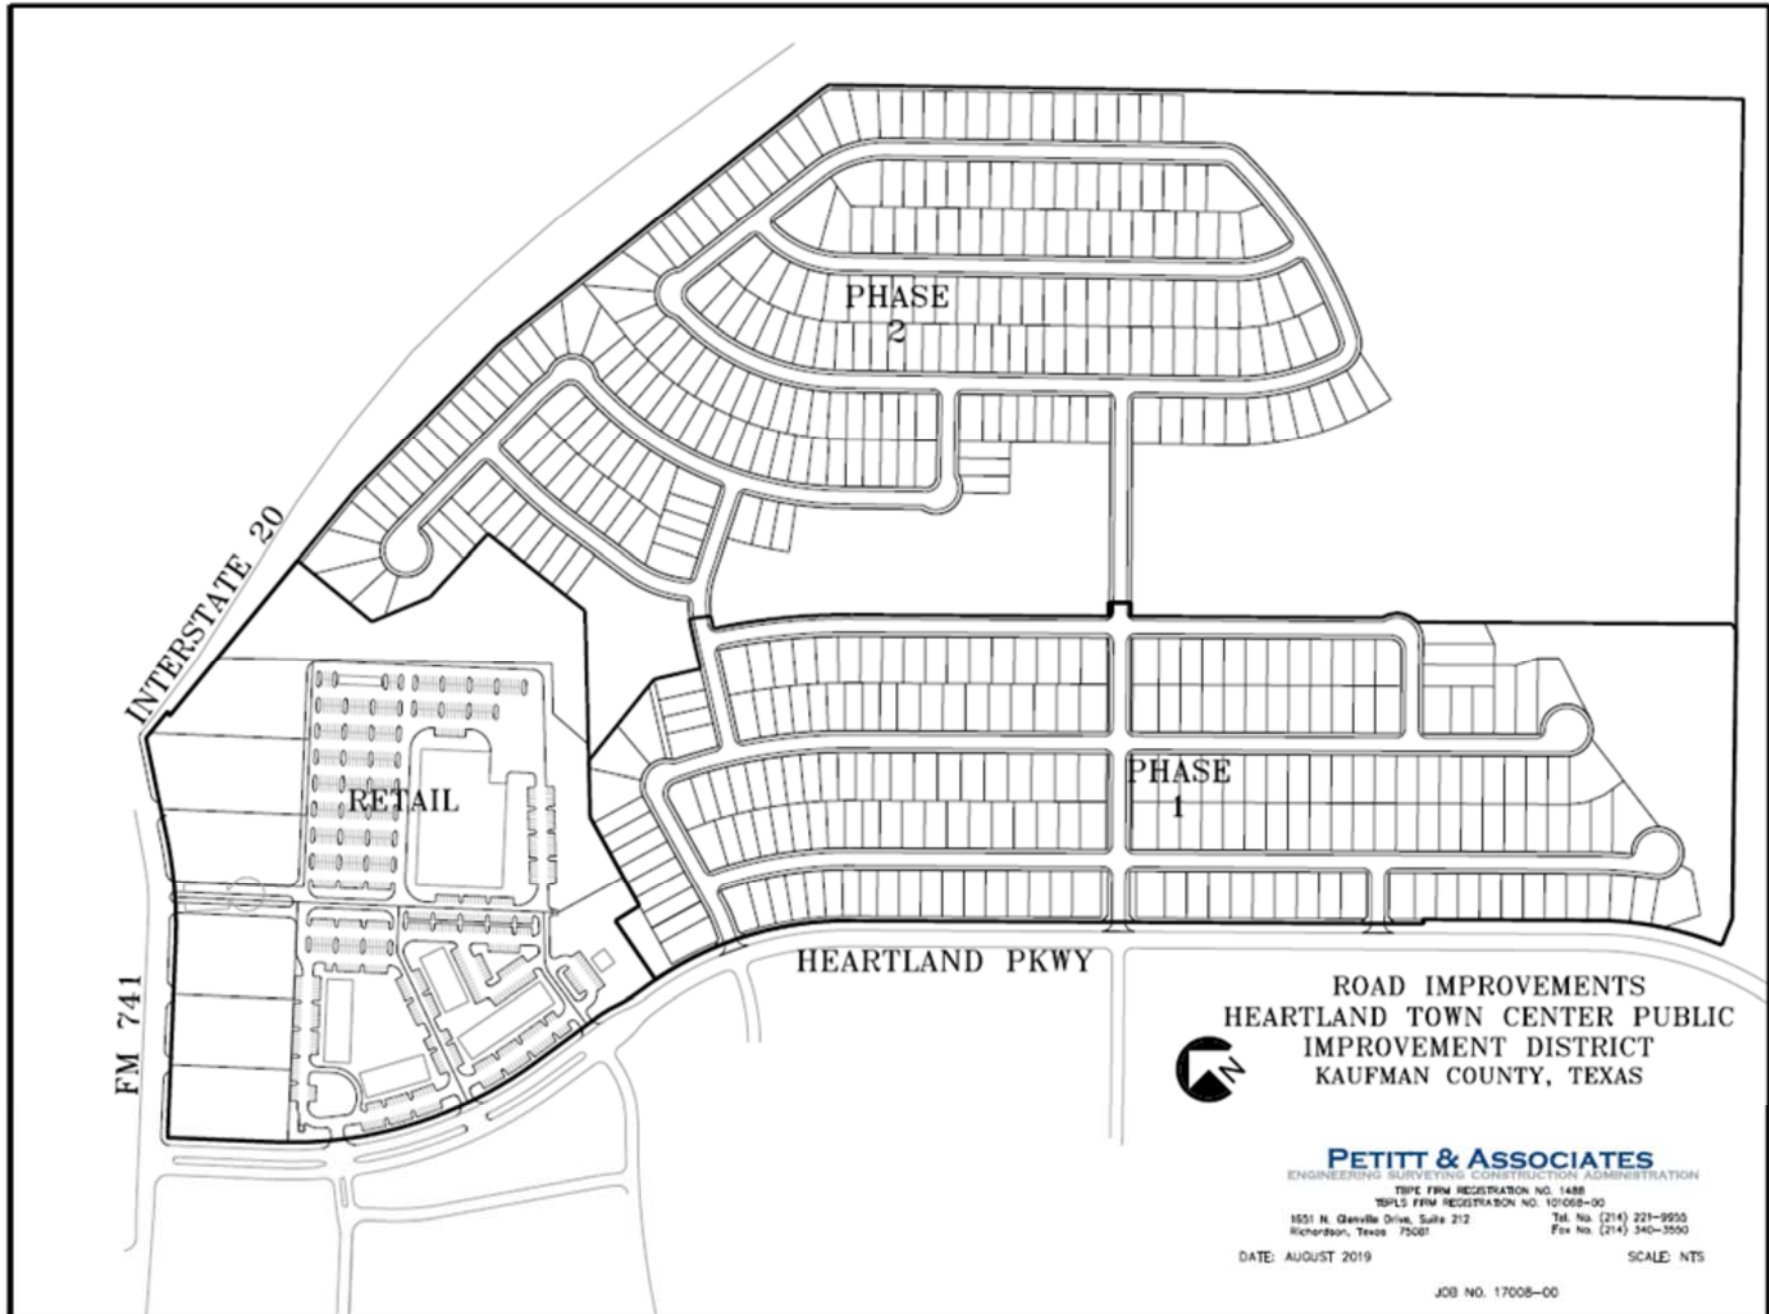 PHASE
2
INTERSTATE 20
RETAIL
PHASE
1
HEARTLAND PKWY
FM 741
N
ROAD IMPROVEMENTS
HEARTLAND TOWN CENTER PUBLIC
IMPROVEMENT DISTRICT
KAUFMAN COUNTY, TEXAS
PETITT & ASSOCIATES
ENGINEERING SURVEYING CONSTRUCTION ADMINISTRATION
TBPE FIRM REGISTRATION NO. 1488
TBPLS FIRM REGISTRATION NO. 101068-00
1651 N. Glenville Drive, Suite 212
Tel. No. (214) 221-9955
Richardson, Texas 75081
Fax No. (214) 340-3550
DATE: AUGUST 2019
SCALE: NTS
JOB NO. 17008-00